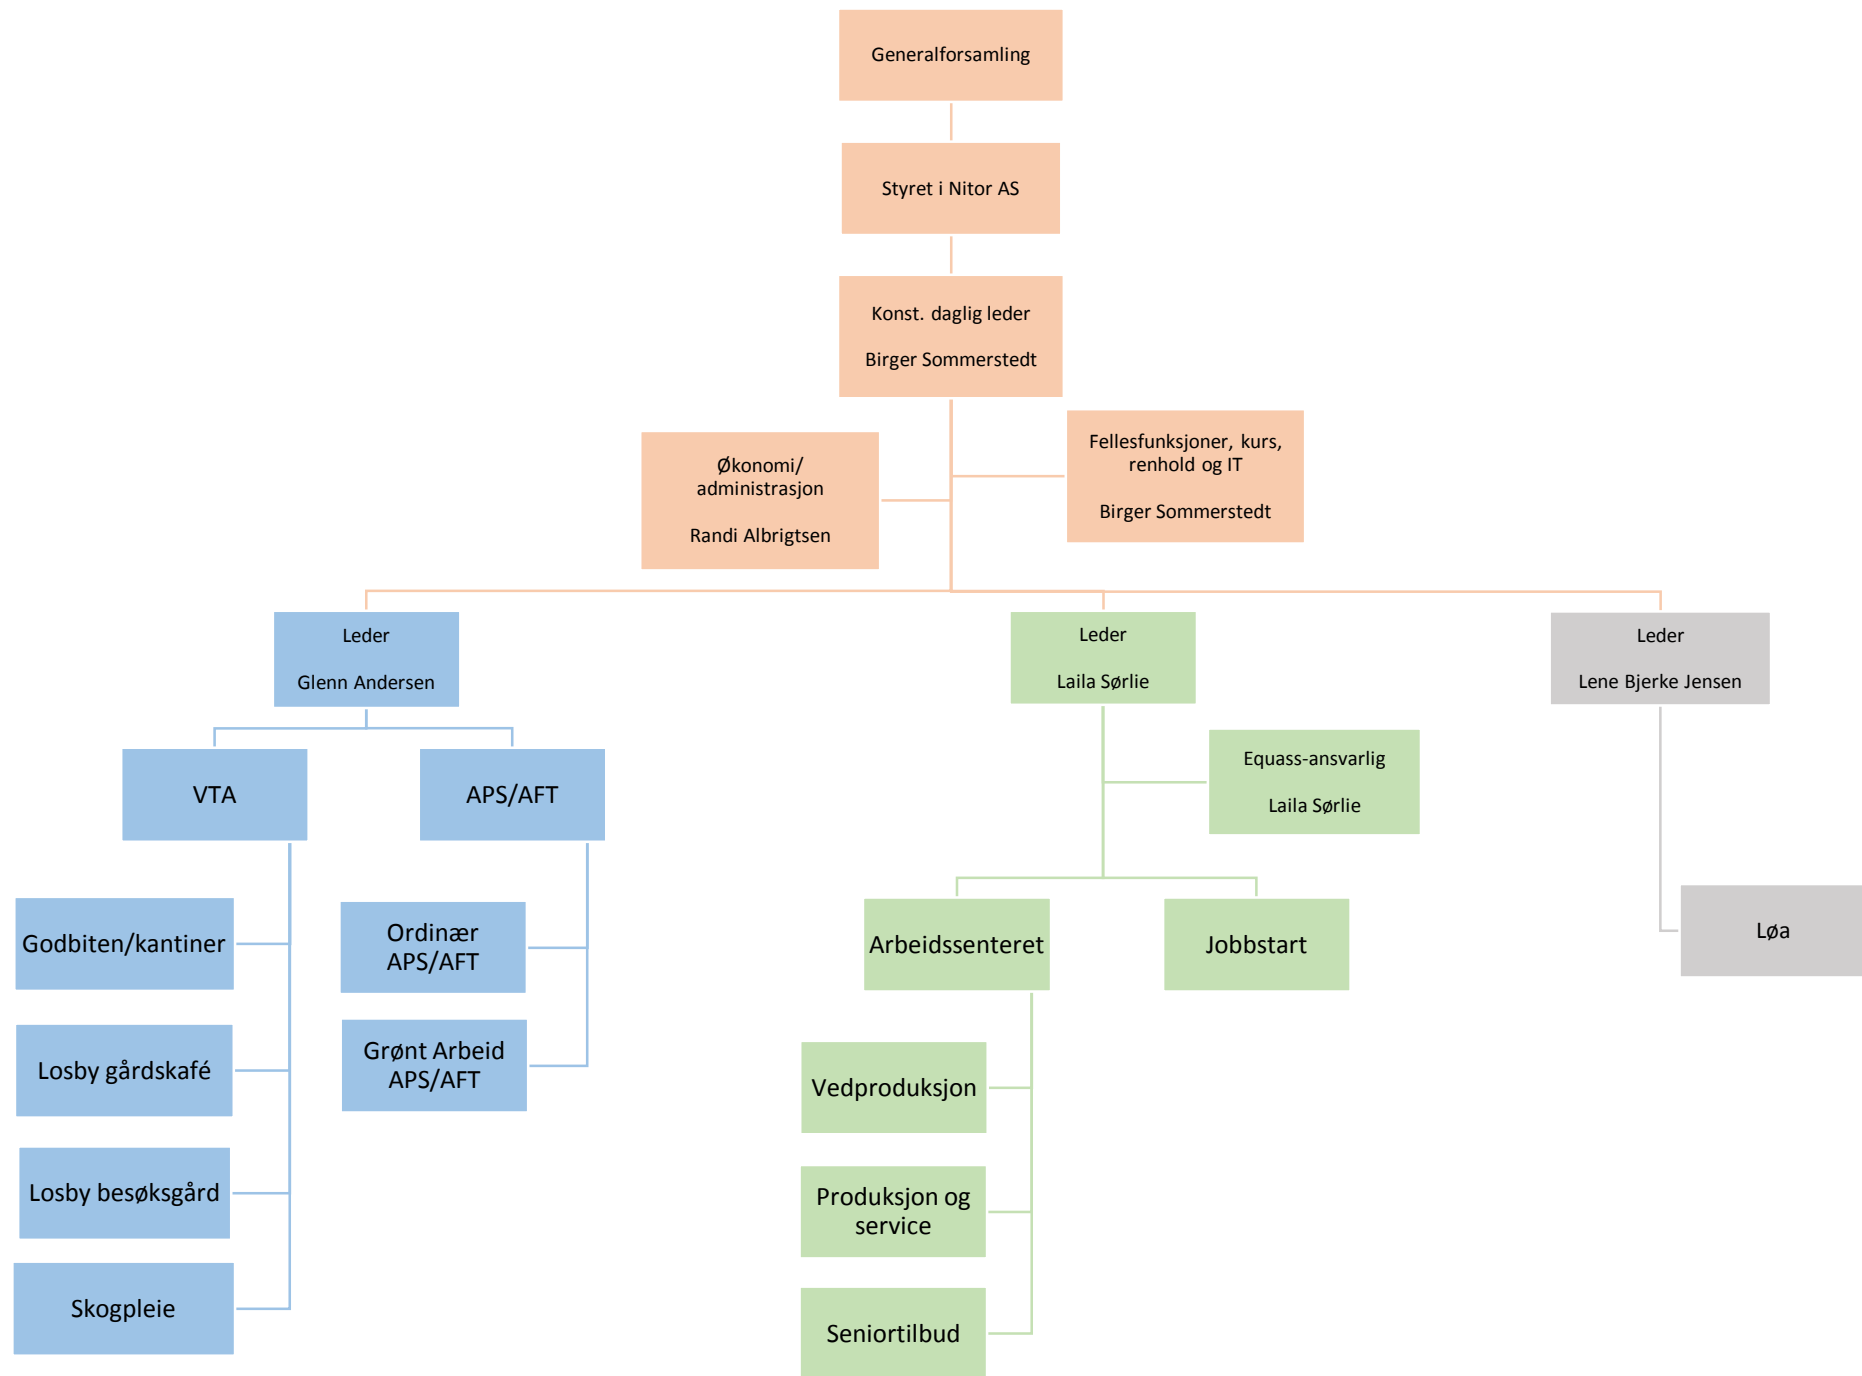 Generalforsamling
Styret i Nitor AS
Konst. daglig leder
Birger Sommerstedt
Økonomi/
administrasjon
Randi Albrigtsen
Fellesfunksjoner, kurs,
renhold og IT
Birger Sommerstedt
Leder
Glenn Andersen
Leder
Laila Sørlie
Leder
Lene Bjerke Jensen
VTA
APS/AFT
Equass-ansvarlig
Laila Sørlie
Godbiten/kantiner
Losby gårdskafé
Losby besøksgård
Skogpleie
Ordinær
APS/AFT
Grønt Arbeid
APS/AFT
Arbeidssenteret
Jobbstart
Vedproduksjon
Produksjon og
service
Seniortilbud
Løa